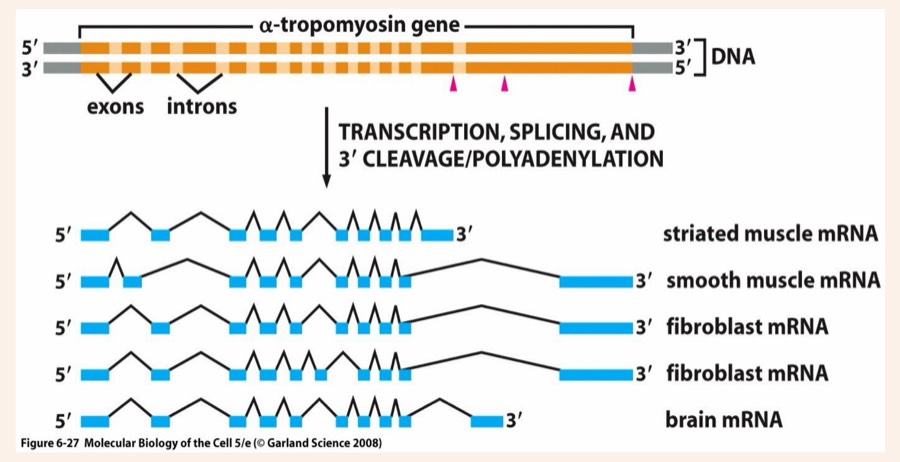 α-tropomyosin gene
5′ 3′
3′ 5′
DNA
exons introns
TRANSCRIPTION, SPLICING, AND
3′ CLEAVAGE/POLYADENYLATION
5′ 3′ striated muscle mRNA
5′ 3′ smooth muscle mRNA
5′ 3′ fibroblast mRNA
5′ 3′ fibroblast mRNA
5′ 3′ brain mRNA
Figure 6-27 Molecular Biology of the Cell 5/e (© Garland Science 2008)